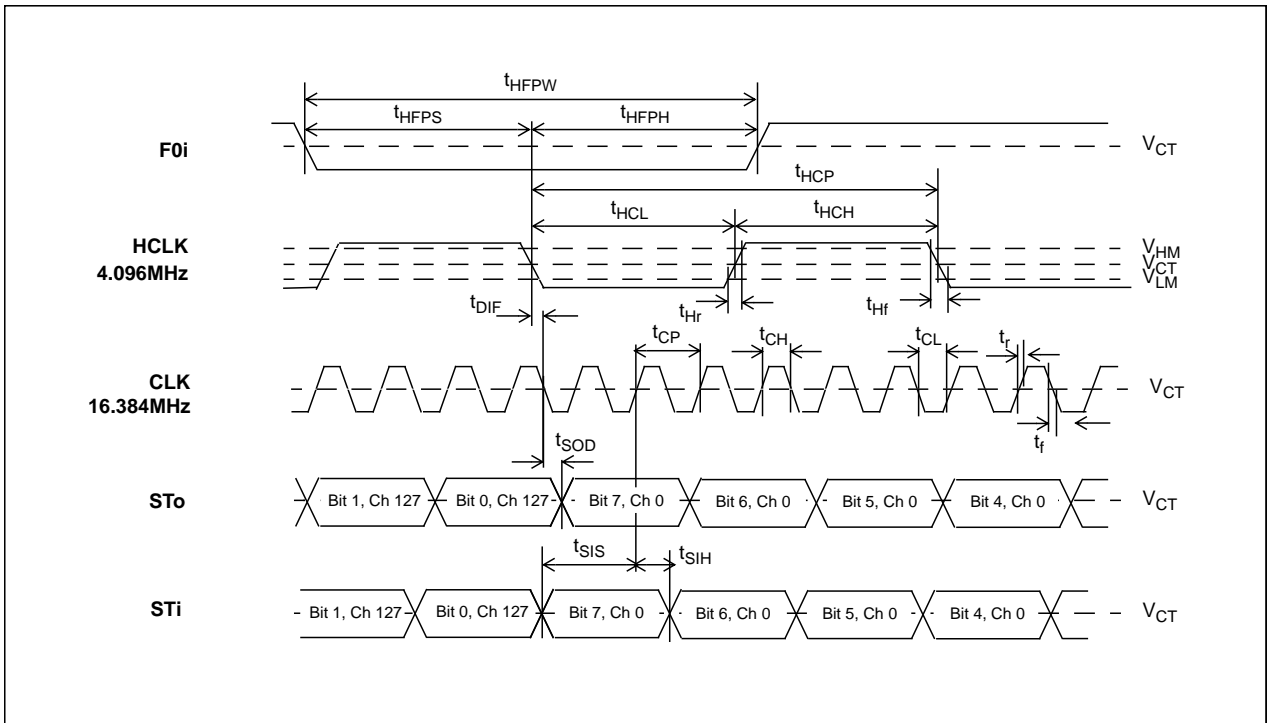 tHFPW
tHFPS tHFPH
F0i VCT
tHCP
tHCL tHCH
HCLK VHM
4.096MHz VCT
VLM
tDIF tHr tHf
tCP tCH tCL tr
CLK VCT
16.384MHz
tSOD tf
STo Bit 1, Ch 127 Bit 0, Ch 127 Bit 7, Ch 0 Bit 6, Ch 0 Bit 5, Ch 0 Bit 4, Ch 0 VCT
tSIS tSIH
STi Bit 1, Ch 127 Bit 0, Ch 127 Bit 7, Ch 0 Bit 6, Ch 0 Bit 5, Ch 0 Bit 4, Ch 0 VCT